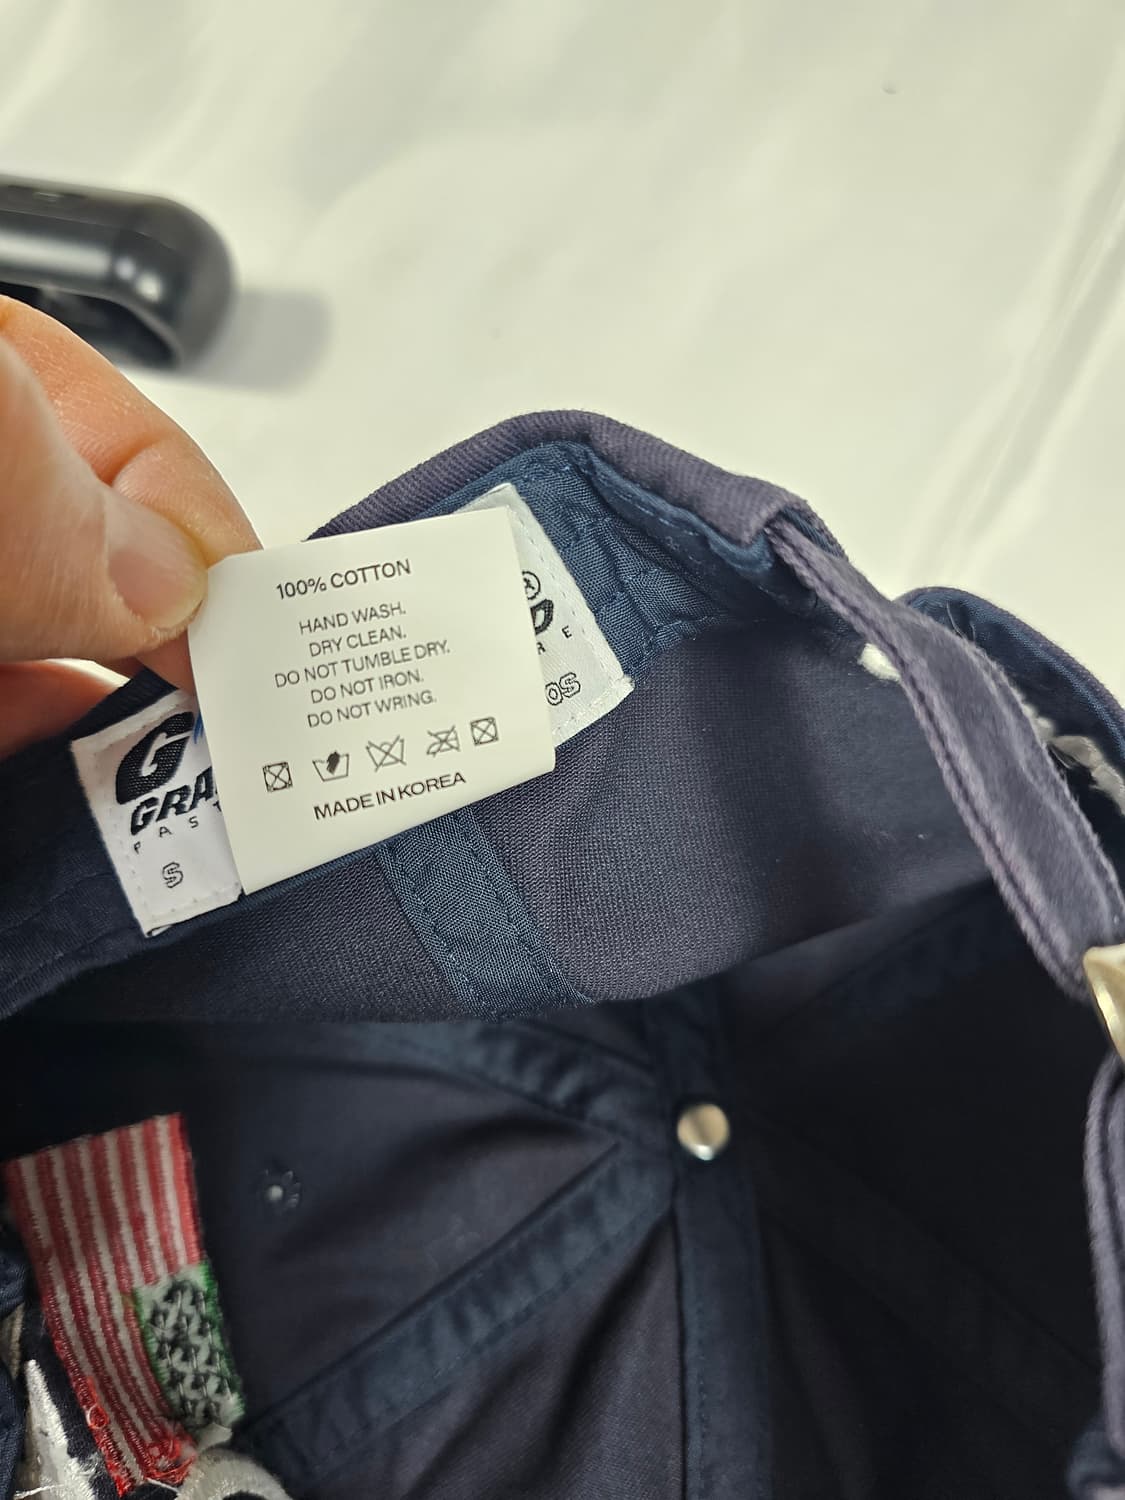 100% COTTON
HAND WASH.
DRY CLEAN.
DO NOT TUMBLE DRY.
DO NOT IRON.
DO NOT WRING.
MADE IN KOREA
G
S
OS